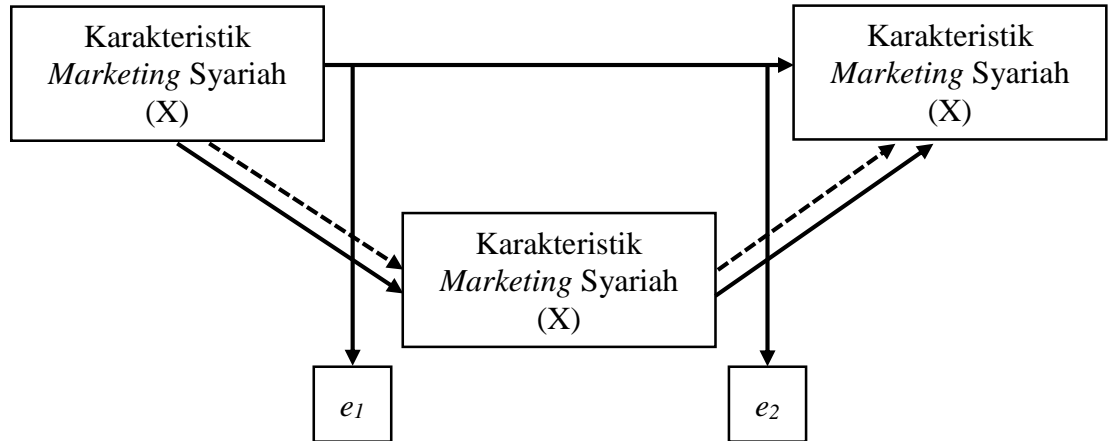 Karakteristik
Marketing Syariah
(X)
Karakteristik
Marketing Syariah
(X)
Karakteristik
Marketing Syariah
(X)
e1
e2